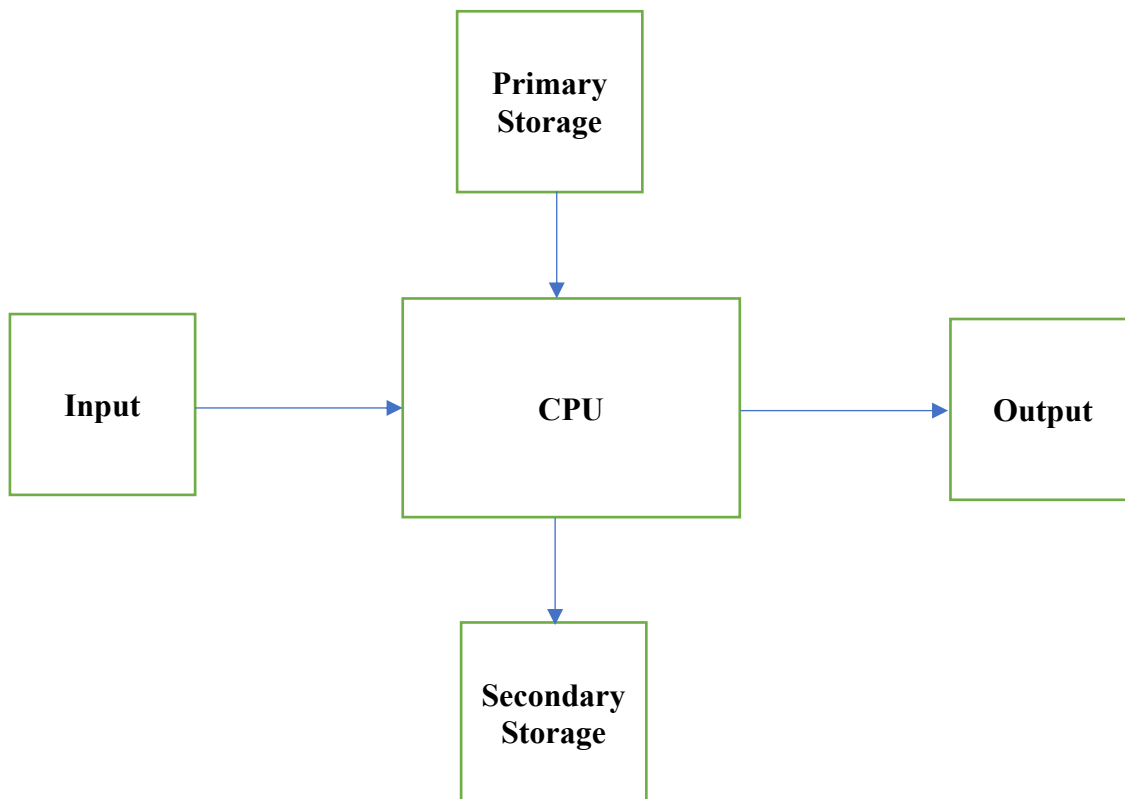 Primary
Storage
Input
CPU
Output
Secondary
Storage